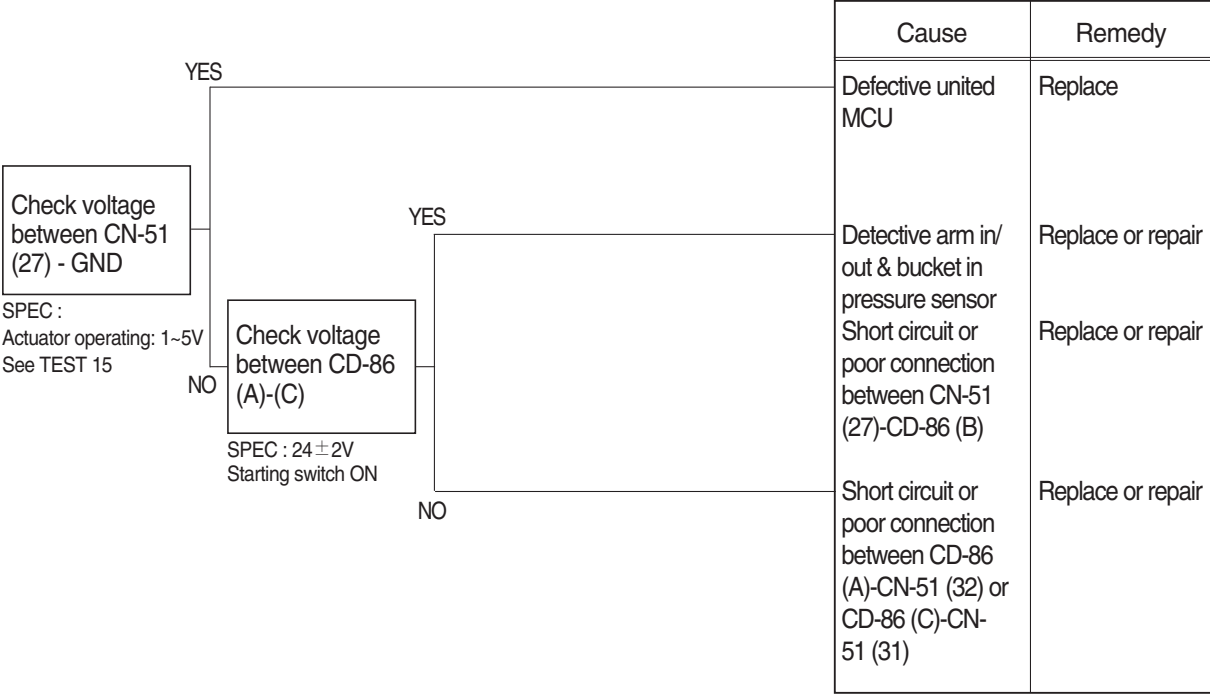 Cause
Remedy
YES
Defective united
MCU
Replace
Check voltage
between CN-51
(27) - GND
SPEC :
Actuator operating: 1~5V
See TEST 15
NO
Check voltage
between CD-86
(A)-(C)
SPEC : 24±2V
Starting switch ON
YES
Detective arm in/
out & bucket in
pressure sensor
Replace or repair
Short circuit or
poor connection
between CN-51
(27)-CD-86 (B)
Replace or repair
NO
Short circuit or
poor connection
between CD-86
(A)-CN-51 (32) or
CD-86 (C)-CN-
51 (31)
Replace or repair